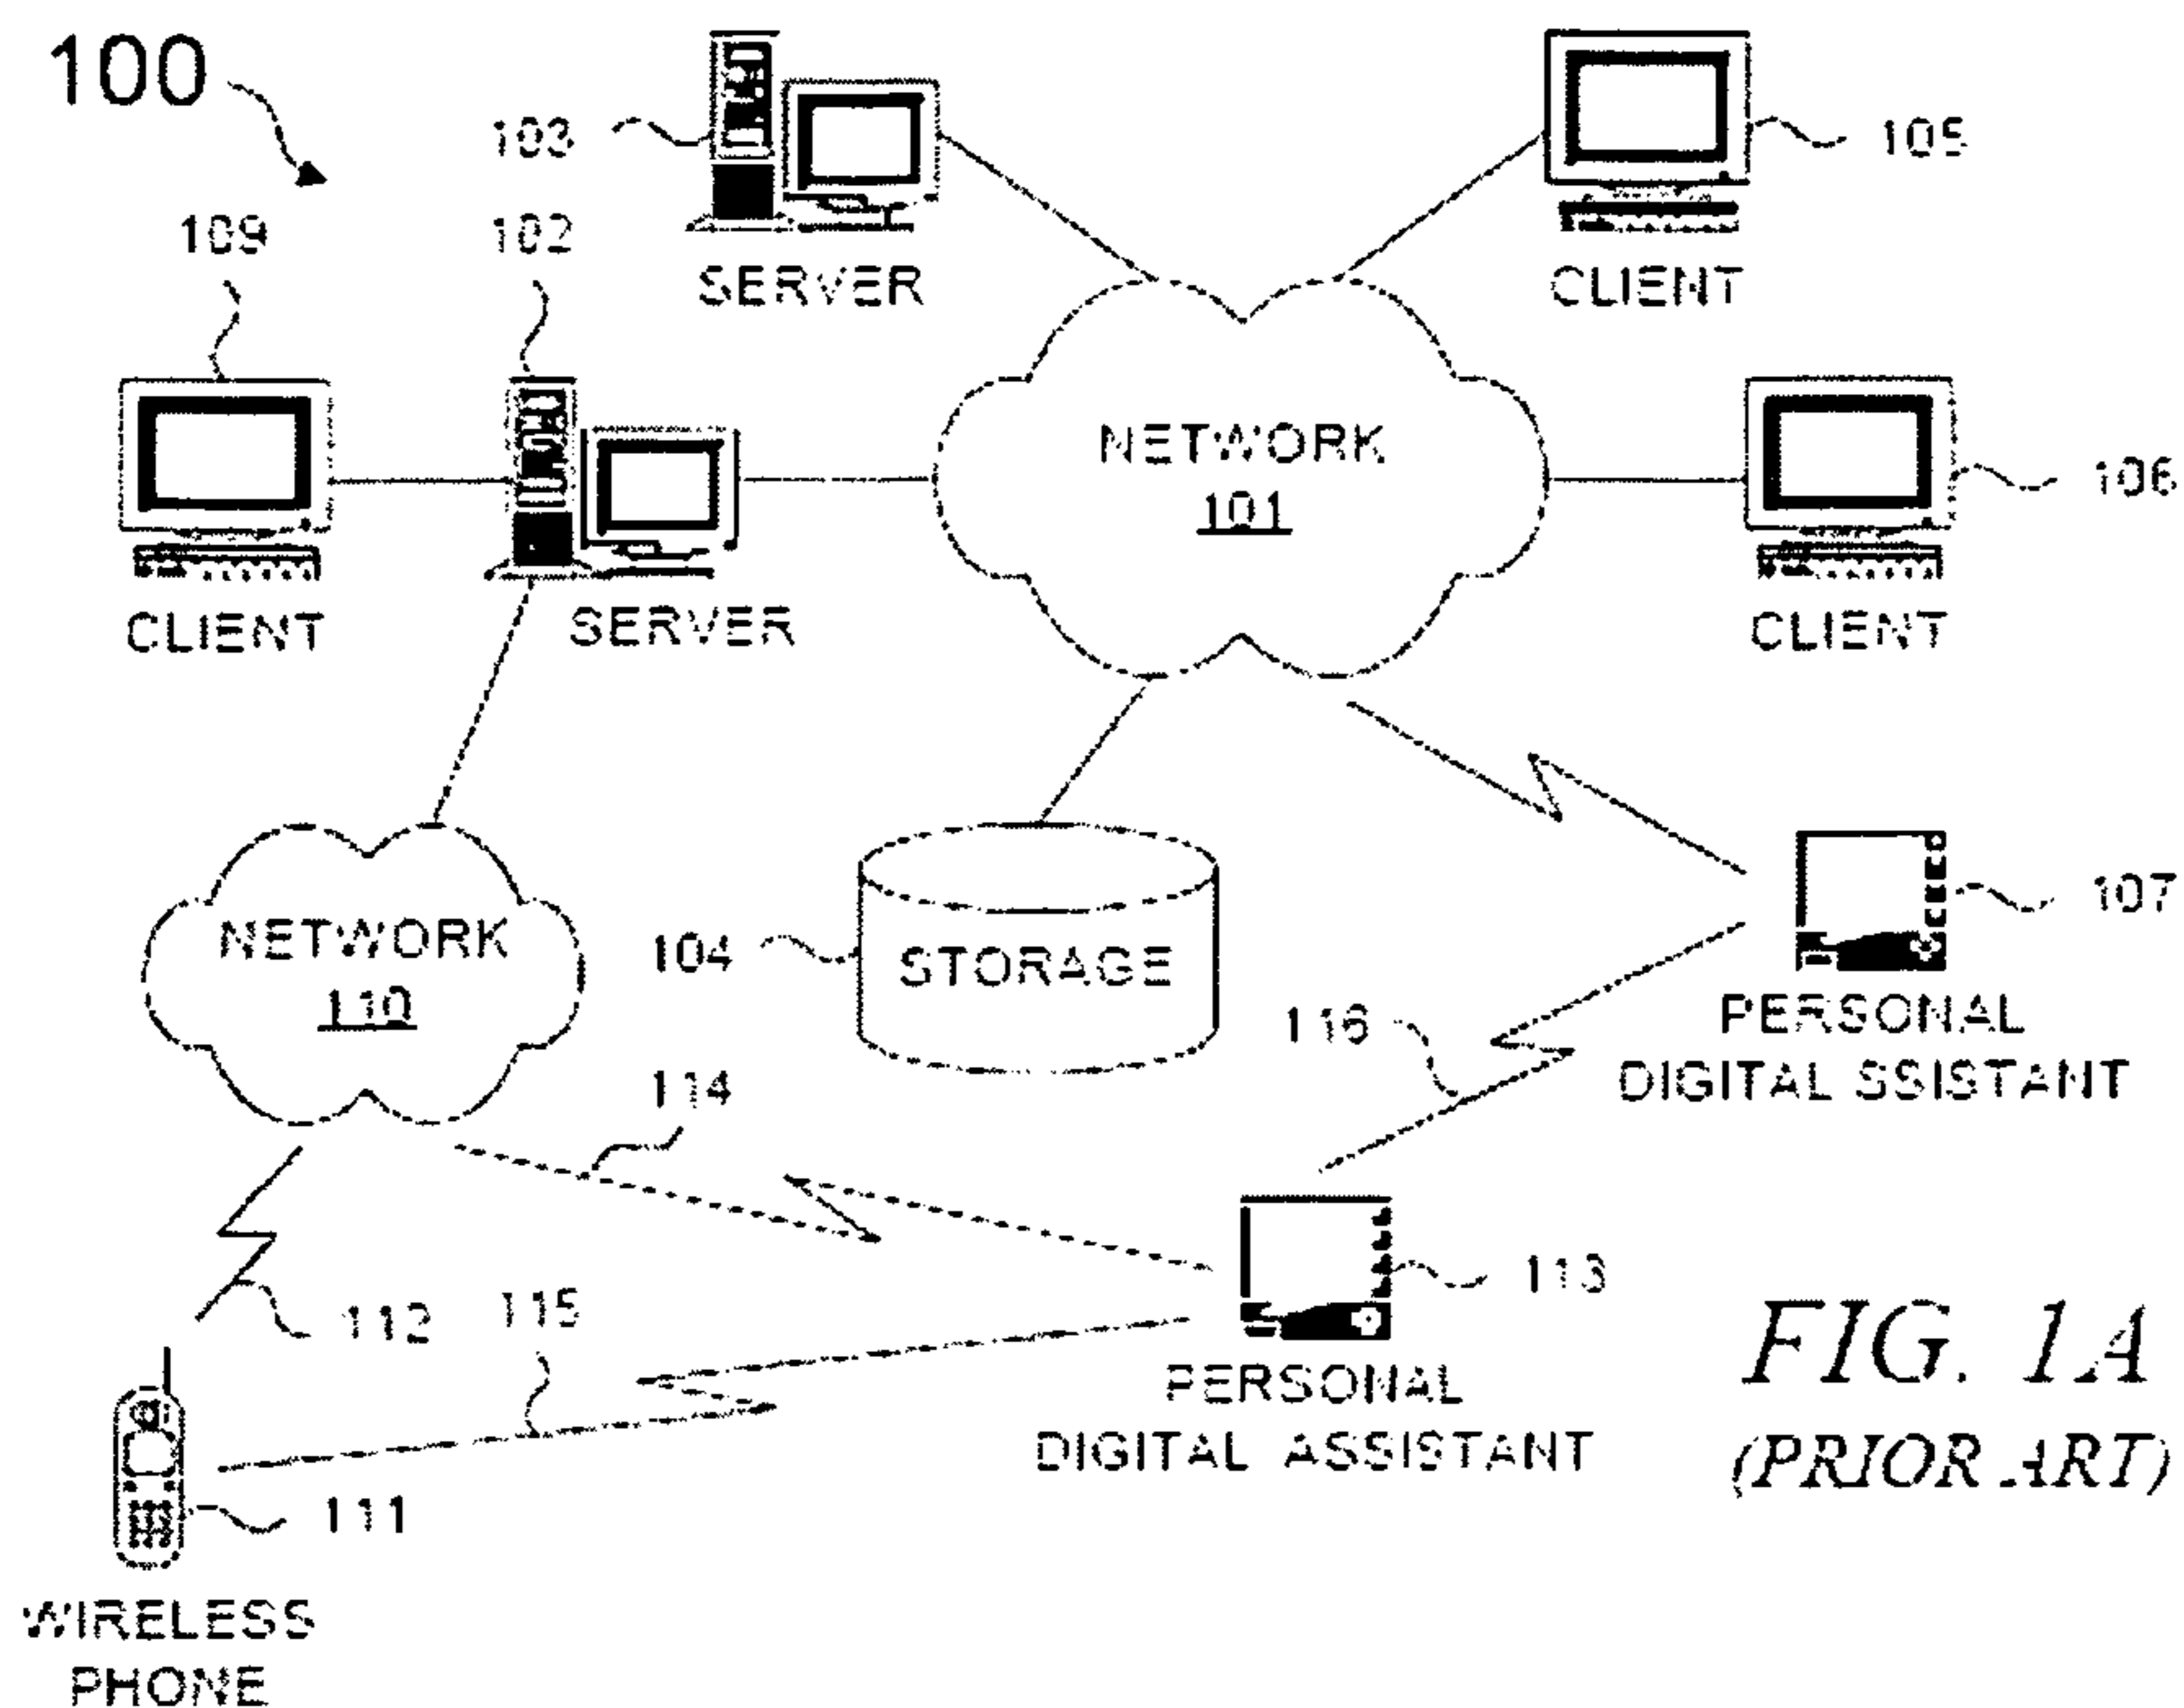 100
103
105
109
102
SERVER
CLIENT
NETWORK
101
106
CLIENT
SERVER
CLIENT
107
NETWORK
110
104
STORAGE
116
PERSONAL
DIGITAL SSISTANT
114
113
112
115
FIG. 1A
PERSONAL
DIGITAL ASSISTANT
(PRIOR ART)
111
WIRELESS
PHONE